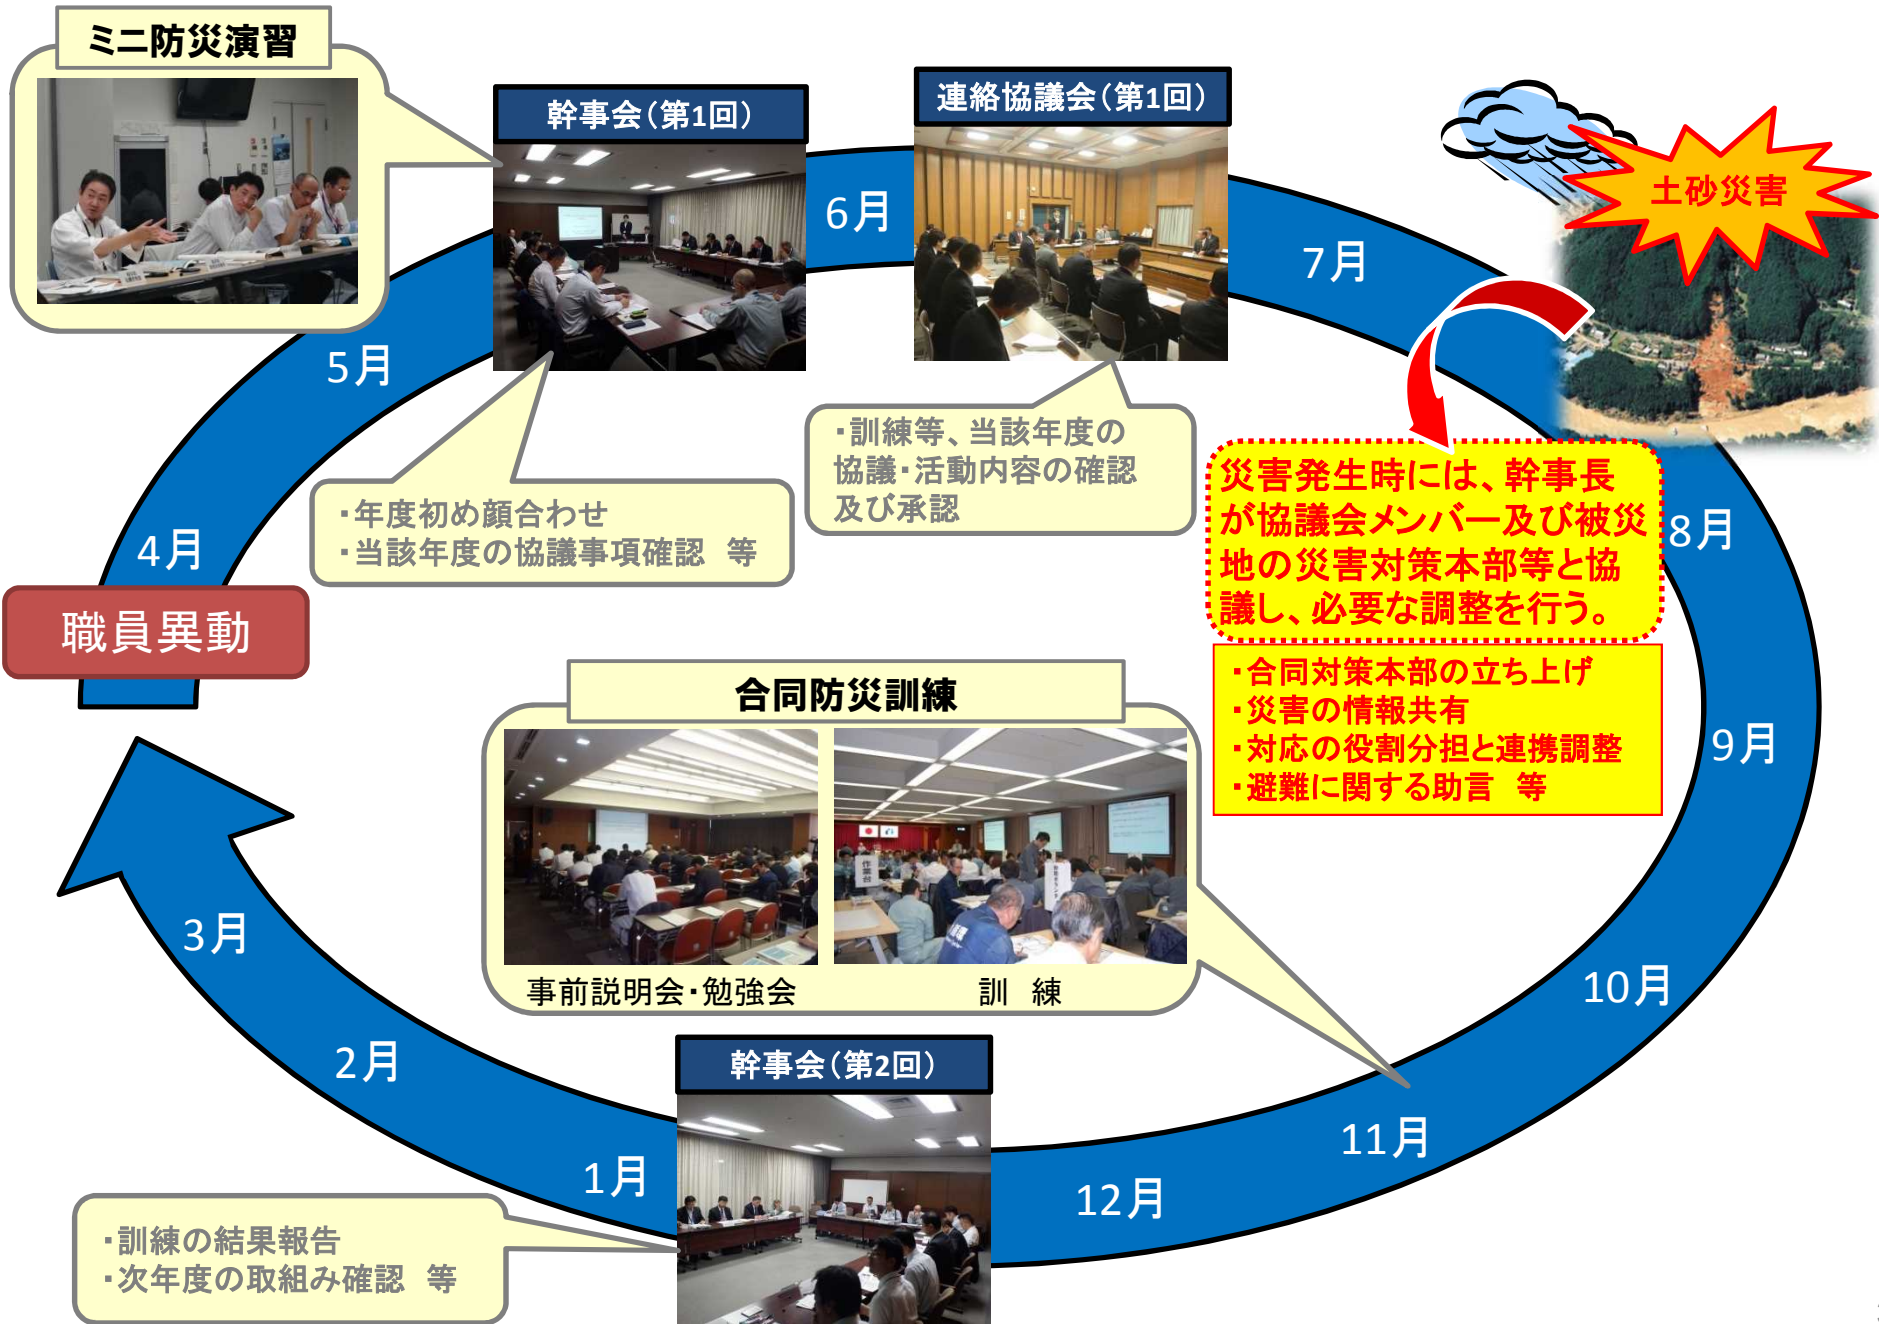 ミニ防災演習
幹事会（第1回）
連絡協議会（第1回）
土砂災害
4月
5月
6月
7月
8月
9月
10月
11月
12月
1月
2月
3月
職員異動
・年度初め顔合わせ
・当該年度の協議事項確認　等
・訓練等、当該年度の
協議・活動内容の確認
及び承認
災害発生時には、幹事長
が協議会メンバー及び被災
地の災害対策本部等と協
議し、必要な調整を行う。
・合同対策本部の立ち上げ
・災害の情報共有
・対応の役割分担と連携調整
・避難に関する助言　等
合同防災訓練
作業台
事前説明会・勉強会
訓　練
幹事会（第2回）
・訓練の結果報告
・次年度の取組み確認　等